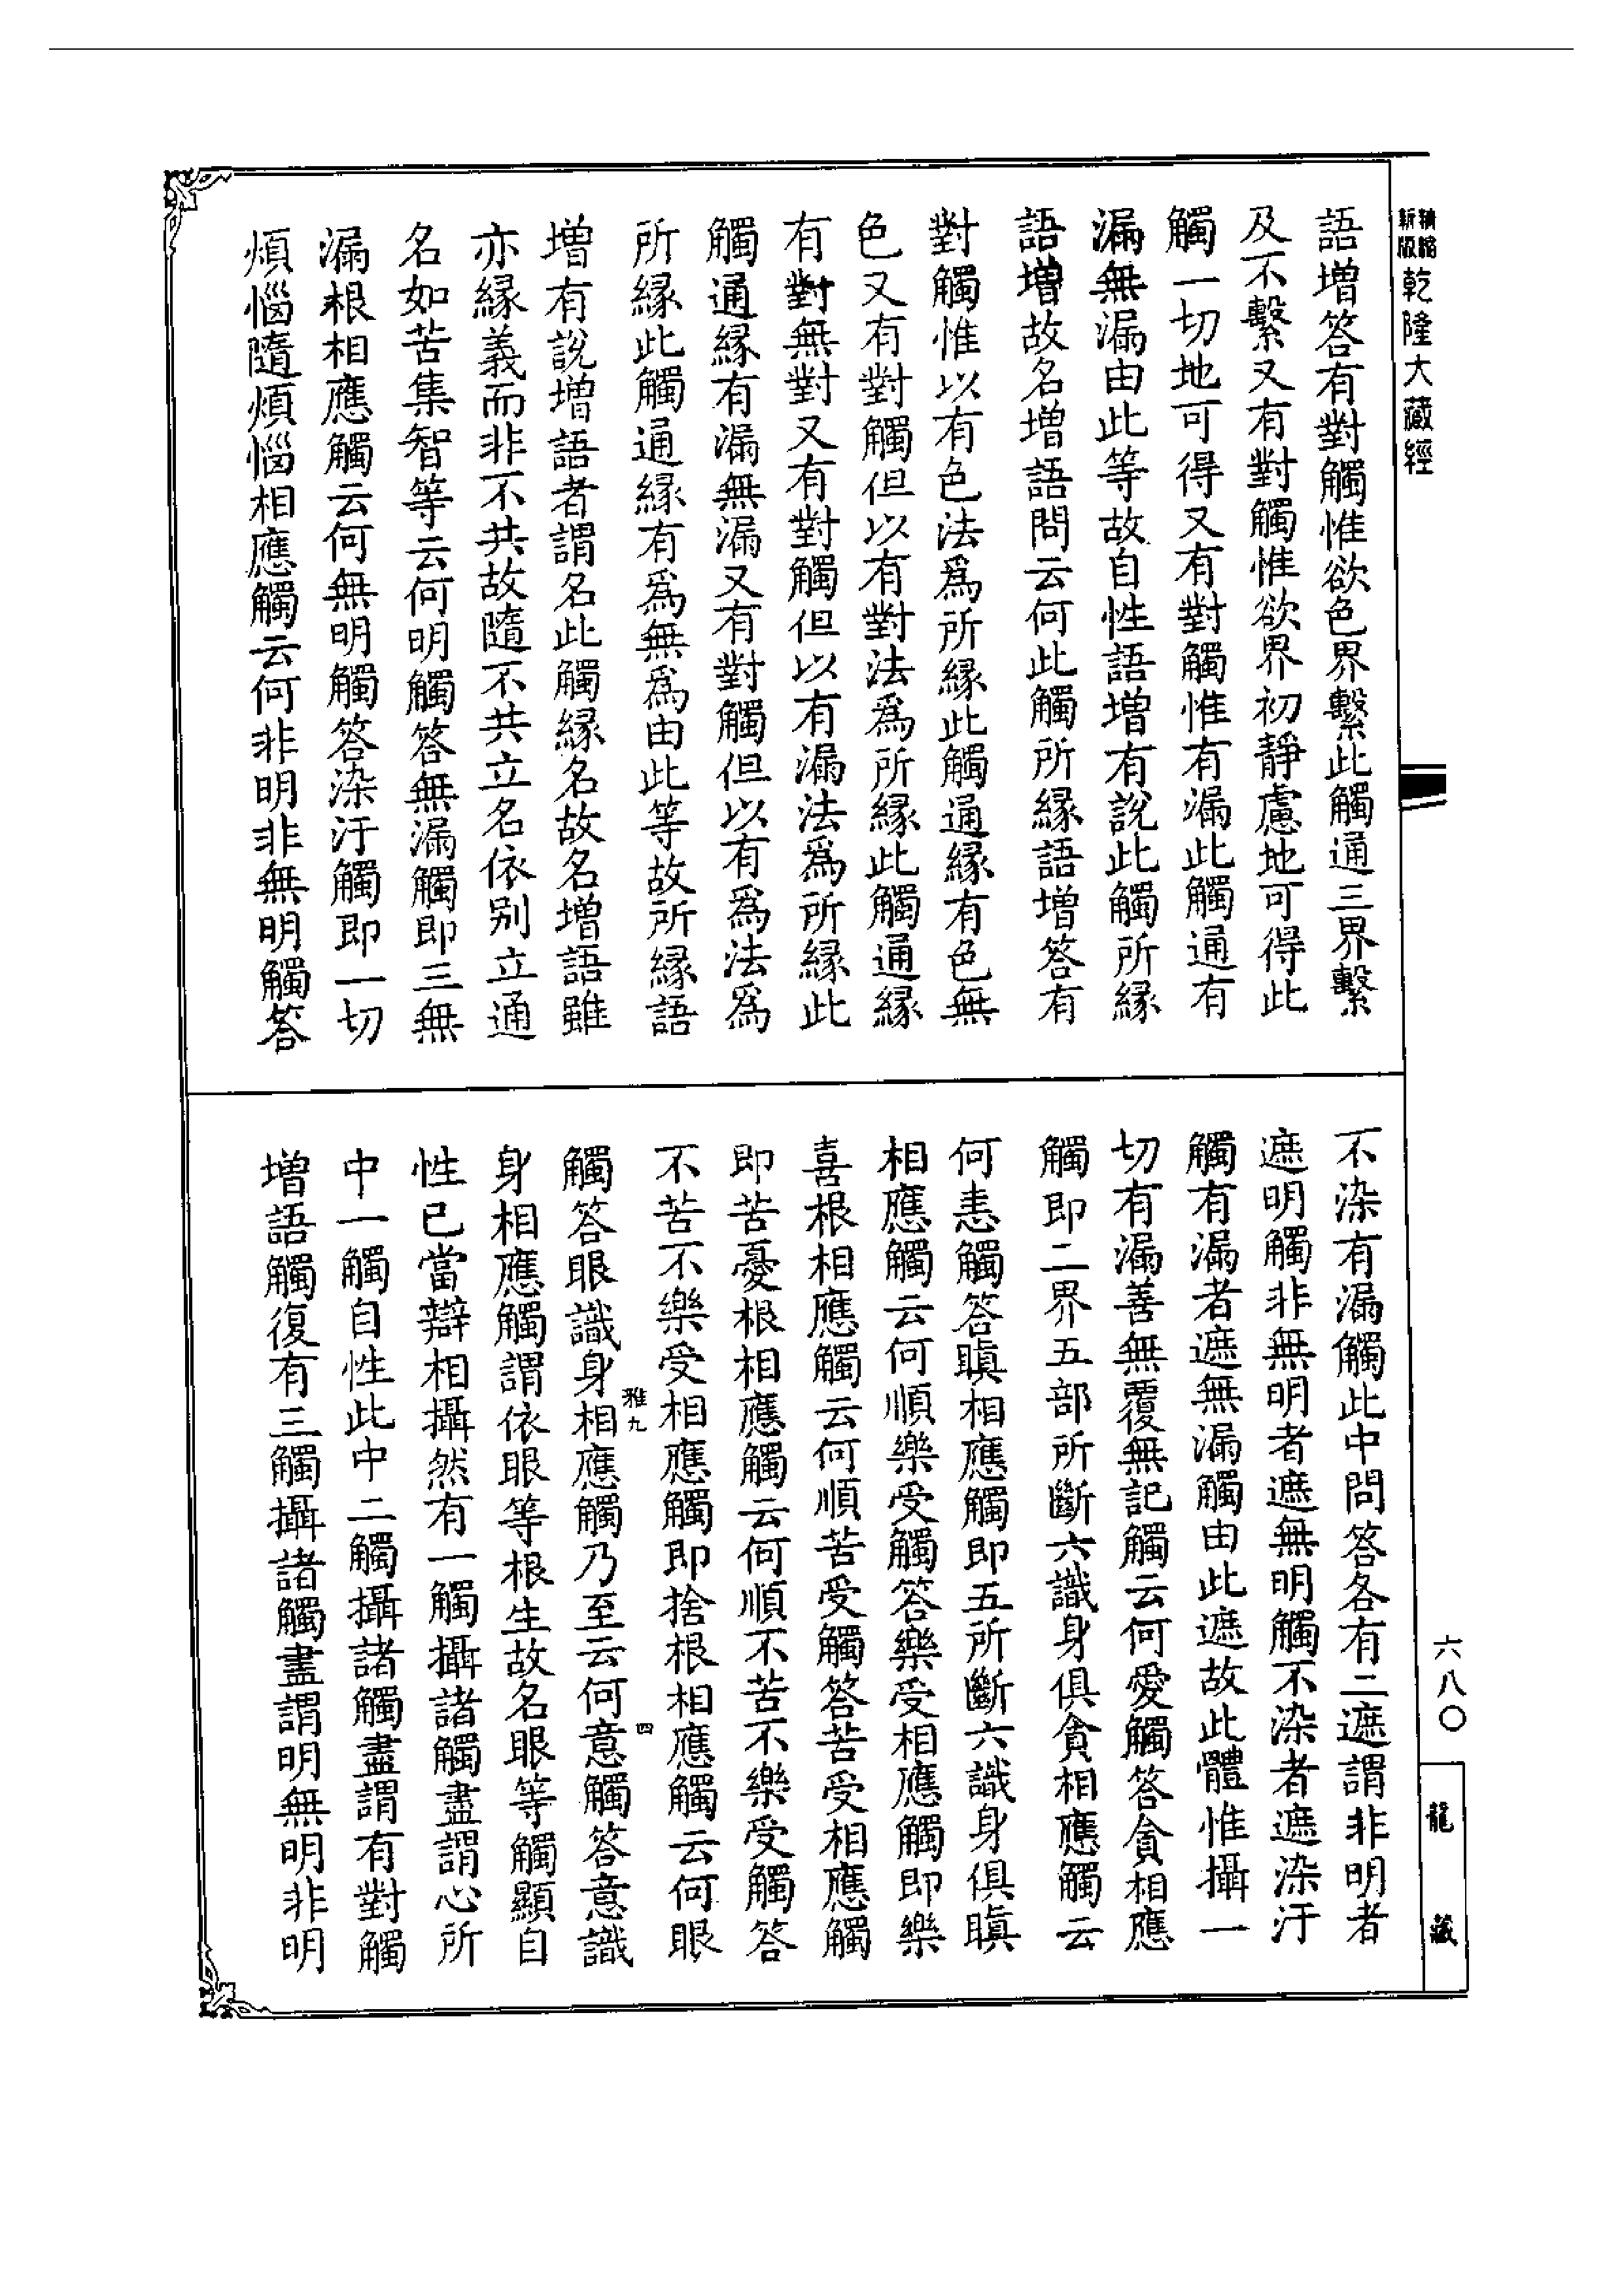 精縮新版乾隆大藏經
語增答有對觸惟欲色界繫此觸通三界繫
及不繫又有對觸惟欲界初靜慮地可得此
觸一切地可得又有對觸惟有漏此觸通有
漏無漏由此等故自性語增有說此觸所緣
語增故名增語問云何此觸所緣語增答有
對觸惟以有色法爲所緣此觸通緣有色無
色又有對觸但以有對法爲所緣此觸通緣
有對無對又有對觸但以有漏法爲所緣此
觸通緣有漏無漏又有對觸但以有爲法爲
所緣此觸通緣有爲無爲由此等故所緣語
增有說增語者謂名此觸緣名故名增語雖
亦緣義而非不共故隨不共立名依別立通
名如苦集智等云何明觸答無漏觸即三無
漏根相應觸云何無明觸答染汙觸即一切
煩惱隨煩惱相應觸云何非明非無明觸答
不染有漏觸此中問答各有二遮謂非明者
遮明觸非無明者遮無明觸不染者遮染汙
觸有漏者遮無漏觸由此遮故此體惟攝一
切有漏善無覆無記觸云何愛觸答貪相應
觸即二界五部所斷六識身俱貪相應觸云
何恚觸答瞋相應觸即五所斷六識身俱瞋
相應觸云何順樂受觸答樂受相應觸即樂
喜根相應觸云何順苦受觸答苦受相應觸
即苦憂根相應觸云何順不苦不樂受觸答
不苦不樂受相應觸即捨根相應觸云何眼
雅九
四
觸答眼識身相應觸乃至云何意觸答意識
身相應觸謂依眼等根生故名眼等觸顯自
性已當辯相攝然有一觸攝諸觸盡謂心所
中一觸自性此中二觸攝諸觸盡謂有對觸
增語觸復有三觸攝諸觸盡謂明無明非明
六八〇
龍藏